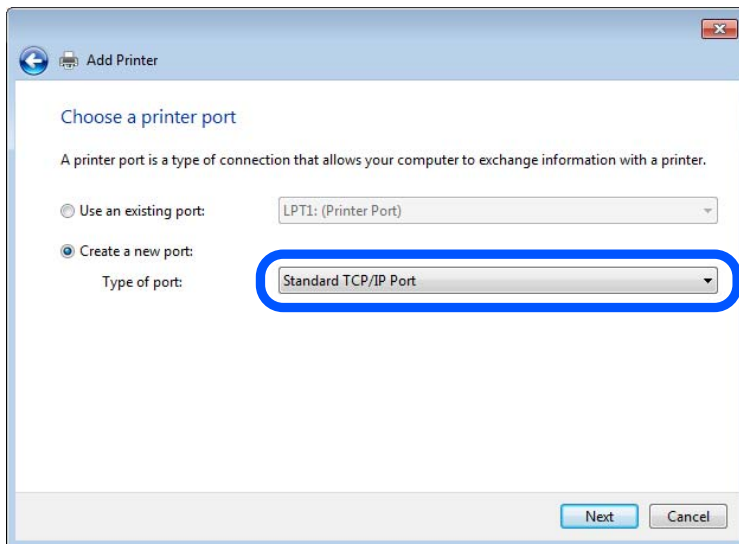 Add Printer
Choose a printer port
A printer port is a type of connection that allows your computer to exchange information with a printer.
Use an existing port: LPT1: (Printer Port)
Create a new port:
Type of port: Standard TCP/IP Port
Next Cancel